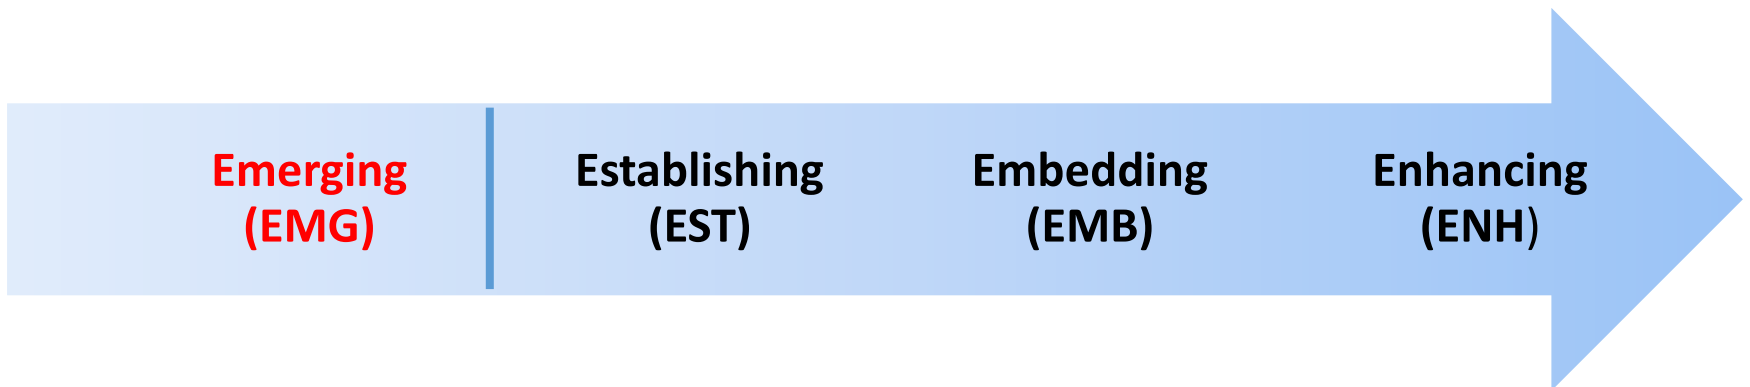 Emerging
(EMG)
Establishing
(EST)
Embedding
(EMB)
Enhancing
(ENH)